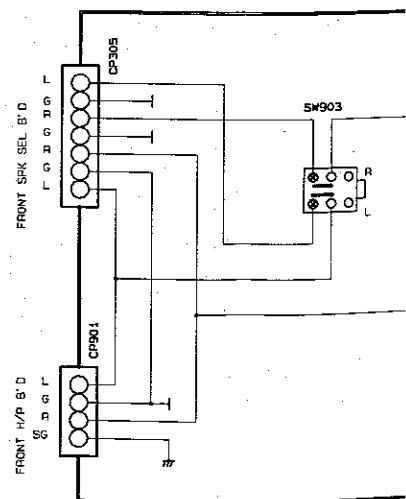 CP305
FRONT SPK SEL B'D
L
G
R
G
R
G
L
SW903
R
L
CP901
FRONT H/P B'D
L
G
R
SG